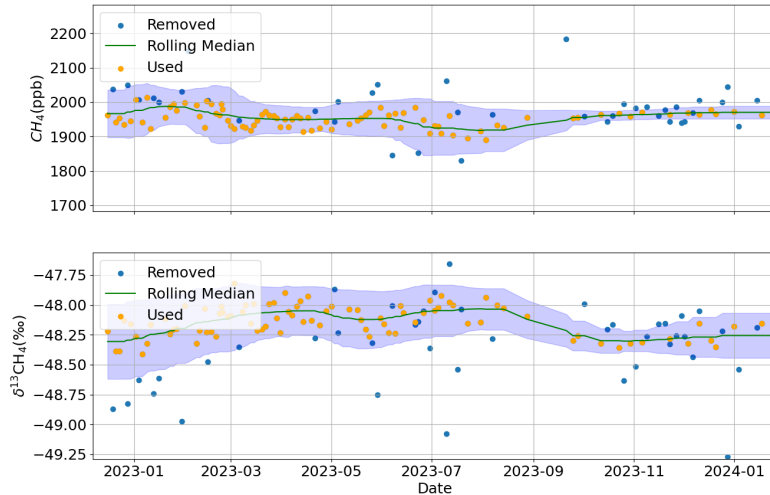 2200
2100
2000
1900
1800
1700
CH₄(ppb)
Removed
Rolling Median
Used
−47.75
−48.00
−48.25
−48.50
−48.75
−49.00
−49.25
δ¹³CH₄(‰)
Removed
Rolling Median
Used
2023-01 2023-03 2023-05 2023-07 2023-09 2023-11 2024-01
Date